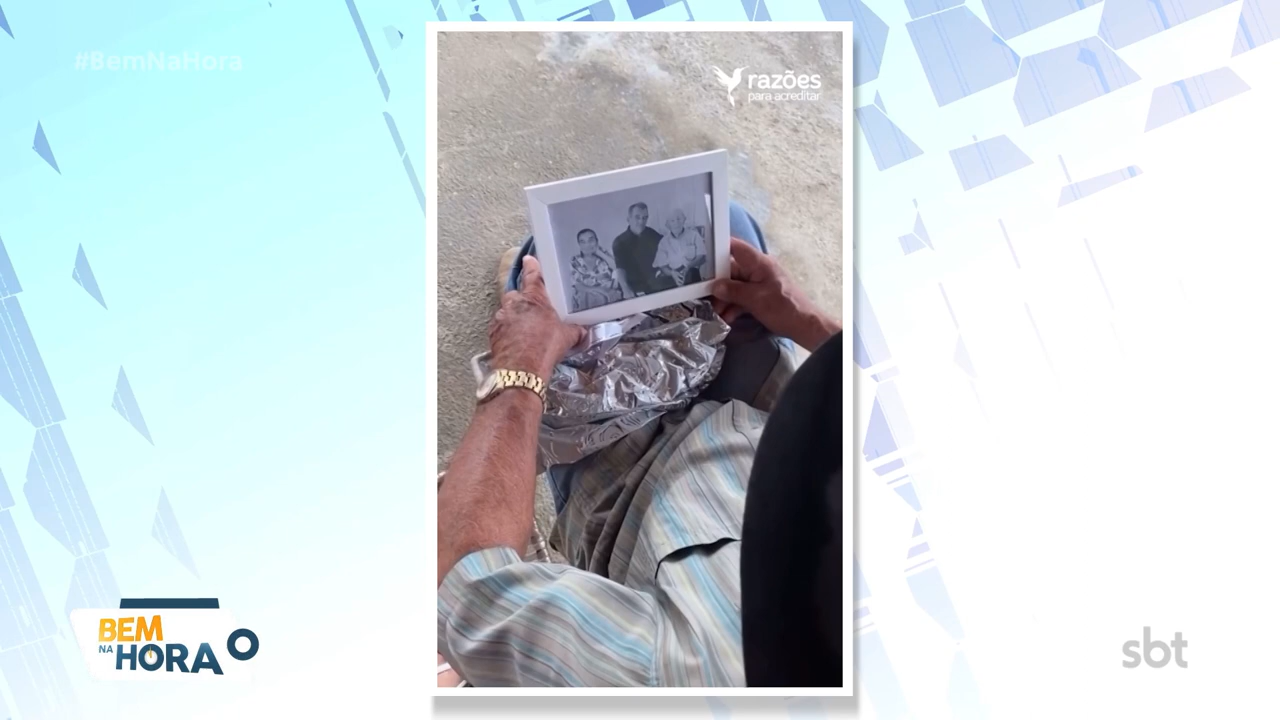 #BemNaHora
razões
para acreditar
BEM
NA HORA
sbt